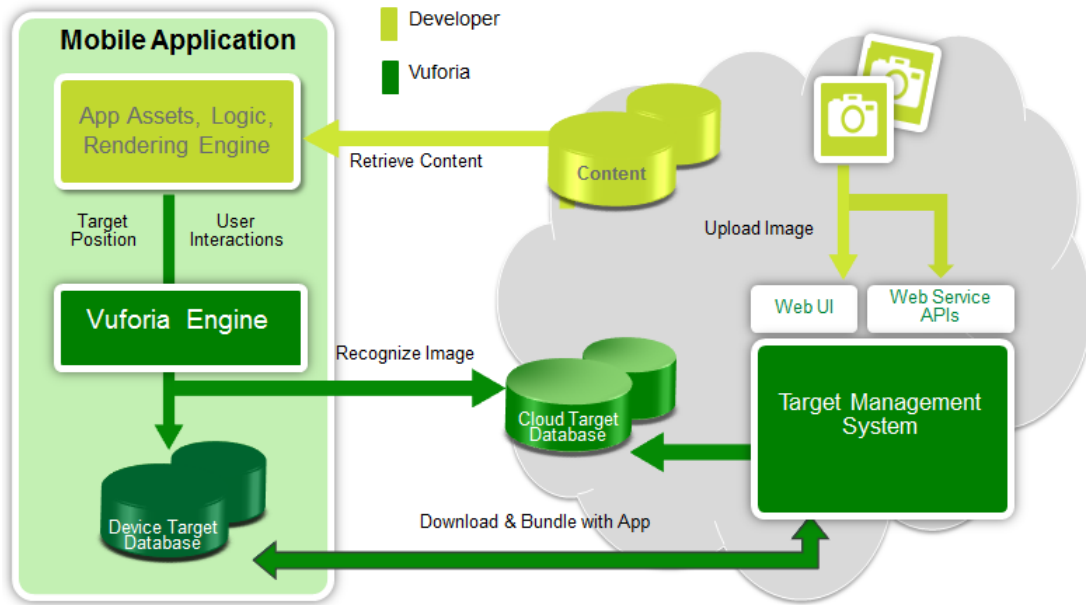 Developer
Vuforia
Mobile Application
App Assets, Logic,
Rendering Engine
Retrieve Content
Content
Target
Position
User
Interactions
Upload Image
Web UI
Web Service
APIs
Vuforia Engine
Recognize Image
Cloud Target
Database
Target Management
System
Device Target
Database
Download & Bundle with App